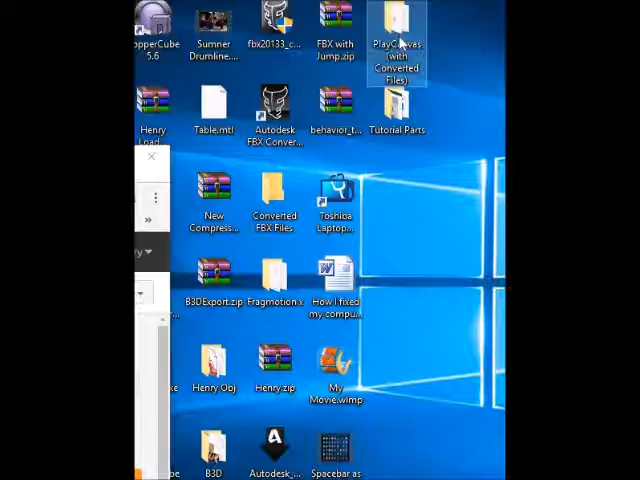 opperCube
5.6
Sumner
Drumline....
fbx20133_c...
FBX with
Jump.zip
PlayCanvas
(with
Converted
Files)
Henry
Load...
Table.mtl
Autodesk
FBX Conver...
behavior_t...
Tutorial Parts
New
Compress...
Converted
FBX Files
Toshiba
Laptop...
B3DExport.zip
Fragmotion x
How I fixed
my compu...
Henry Obj
Henry.zip
My
Movie.wlmp
B3D
Autodesk_...
Spacebar as